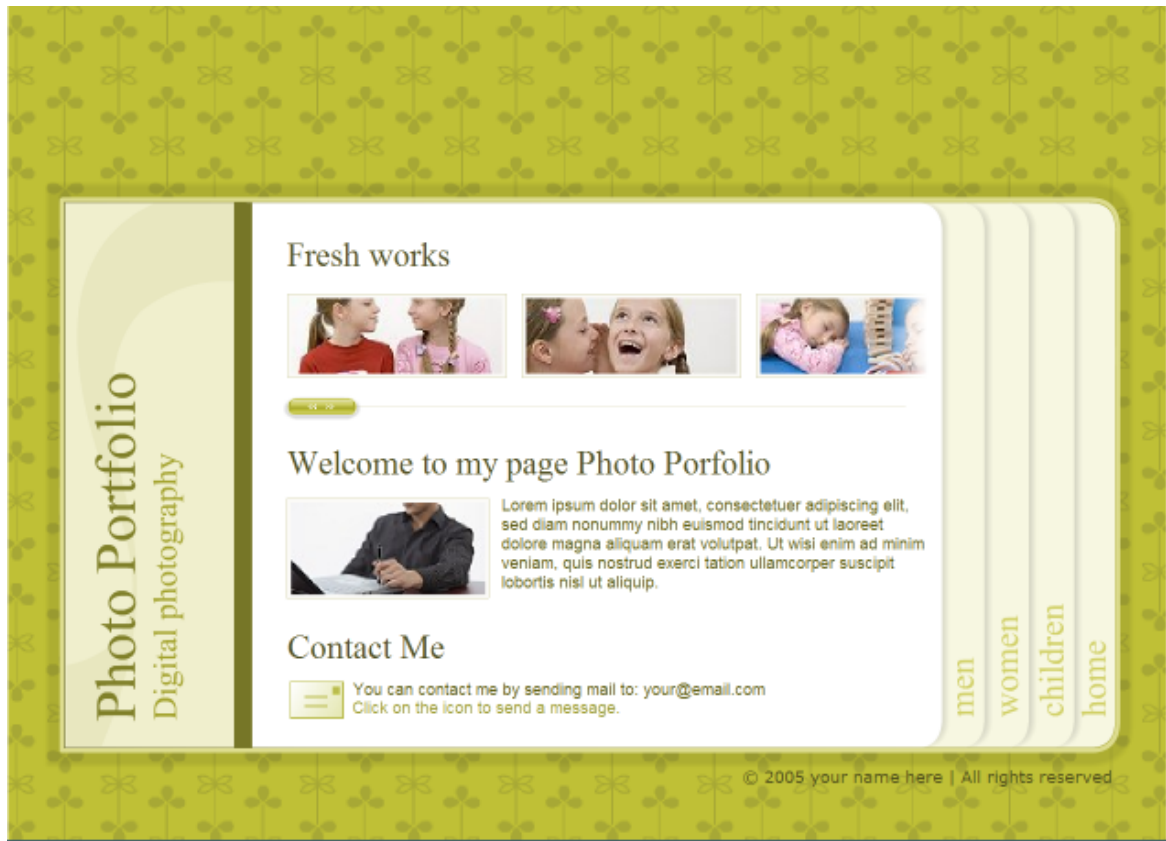 Photo Portfolio
Digital photography
Fresh works
Welcome to my page Photo Porfolio
Lorem ipsum dolor sit amet, consectetuer adipiscing elit,
sed diam nonummy nibh euismod tincidunt ut laoreet
dolore magna aliquam erat volutpat. Ut wisi enim ad minim
veniam, quis nostrud exerci tation ullamcorper suscipit
lobortis nisl ut aliquip.
Contact Me
You can contact me by sending mail to: your@email.com
Click on the icon to send a message.
men
women
children
home
© 2005 your name here | All rights reserved